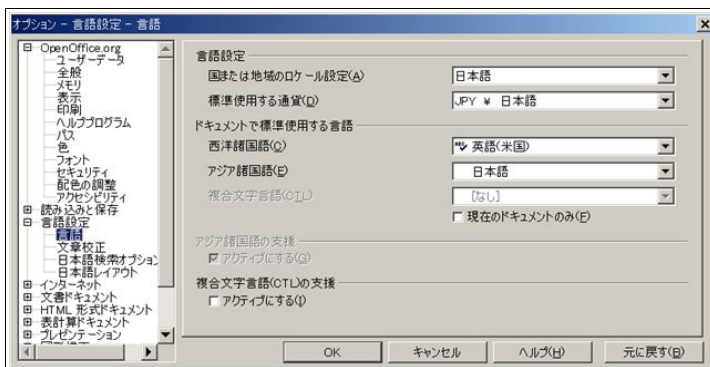 オプション - 言語設定 - 言語
OpenOffice.org
ユーザーデータ
全般
メモリ
表示
印刷
ヘルププログラム
パス
色
フォント
セキュリティ
配色の調整
アクセシビリティ
読み込みと保存
言語設定
言語
文章校正
日本語検索オプション
日本語レイアウト
インターネット
文書ドキュメント
HTML 形式ドキュメント
表計算ドキュメント
プレゼンテーション
言語設定
国または地域のロケール設定(A) 日本語
標準使用する通貨(D) JPY ¥ 日本語
ドキュメントで標準使用する言語
西洋諸国語(C) 英語(米国)
アジア諸国語(E) 日本語
複合文字言語(CTL) [なし]
現在のドキュメントのみ(F)
アジア諸国語の支援
アクティブにする(G)
複合文字言語(CTL)の支援
アクティブにする(I)
OK キャンセル ヘルプ(H) 元に戻す(B)